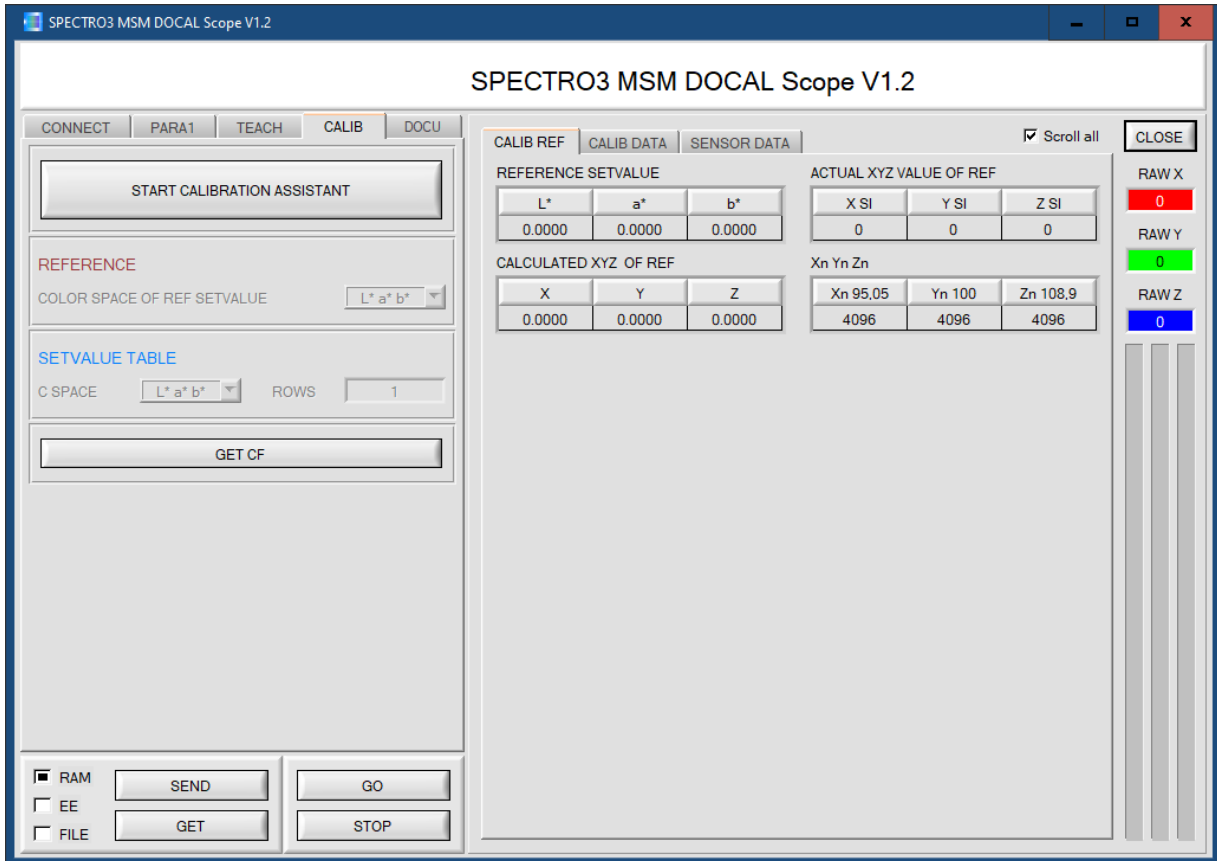 SPECTRO3 MSM DOCAL Scope V1.2
SPECTRO3 MSM DOCAL Scope V1.2
CONNECT PARA1 TEACH CALIB DOCU
START CALIBRATION ASSISTANT
REFERENCE
COLOR SPACE OF REF SETVALUE L* a* b*
SETVALUE TABLE
C SPACE L* a* b* ROWS 1
GET CF
RAM
EE
FILE
SEND
GET
GO
STOP
CALIB REF CALIB DATA SENSOR DATA Scroll all
REFERENCE SETVALUE
L* a* b*
0.0000 0.0000 0.0000
ACTUAL XYZ VALUE OF REF
X SI Y SI Z SI
0 0 0
CALCULATED XYZ OF REF
X Y Z
0.0000 0.0000 0.0000
Xn Yn Zn
Xn 95,05 Yn 100 Zn 108,9
4096 4096 4096
CLOSE
RAW X
0
RAW Y
0
RAW Z
0